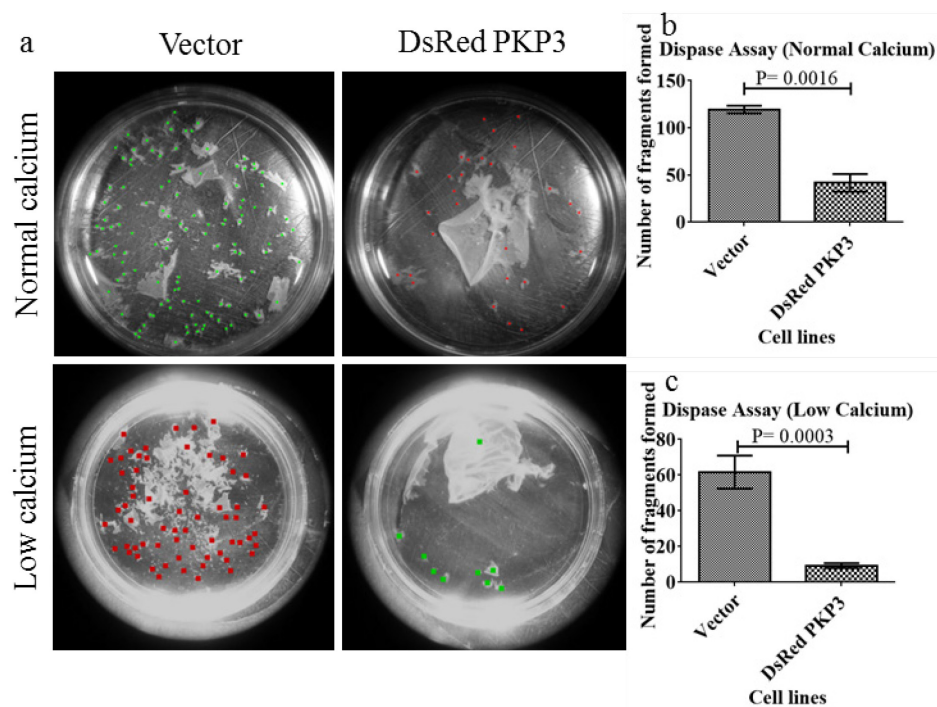 a
Vector
DsRed PKP3
Normal calcium
Low calcium
b
Dispase Assay (Normal Calcium)
P= 0.0016
Number of fragments formed
150
100
50
0
Vector
DsRed PKP3
Cell lines
c
Dispase Assay (Low Calcium)
P= 0.0003
Number of fragments formed
80
60
40
20
0
Vector
DsRed PKP3
Cell lines